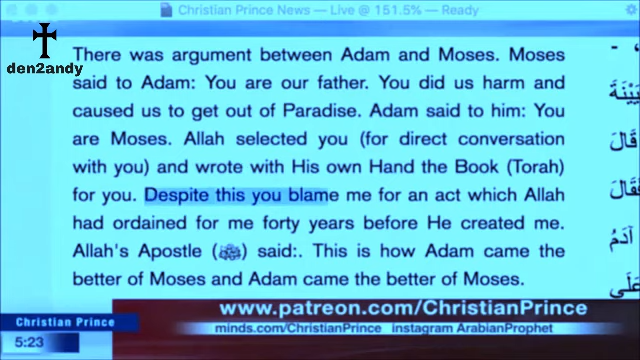 Christian Prince News — Live @ 151.5% — Ready
den2andy
There was argument between Adam and Moses. Moses
said to Adam: You are our father. You did us harm and
caused us to get out of Paradise. Adam said to him: You
are Moses. Allah selected you (for direct conversation
with you) and wrote with His own Hand the Book (Torah)
for you. Despite this you blame me for an act which Allah
had ordained for me forty years before He created me.
Allah's Apostle (ﷺ) said:. This is how Adam came the
better of Moses and Adam came the better of Moses.
قَالَ
آدَمُ
عَلَى
www.patreon.com/ChristianPrince
Christian Prince
minds.com/ChristianPrince instagram ArabianProphet
5:23